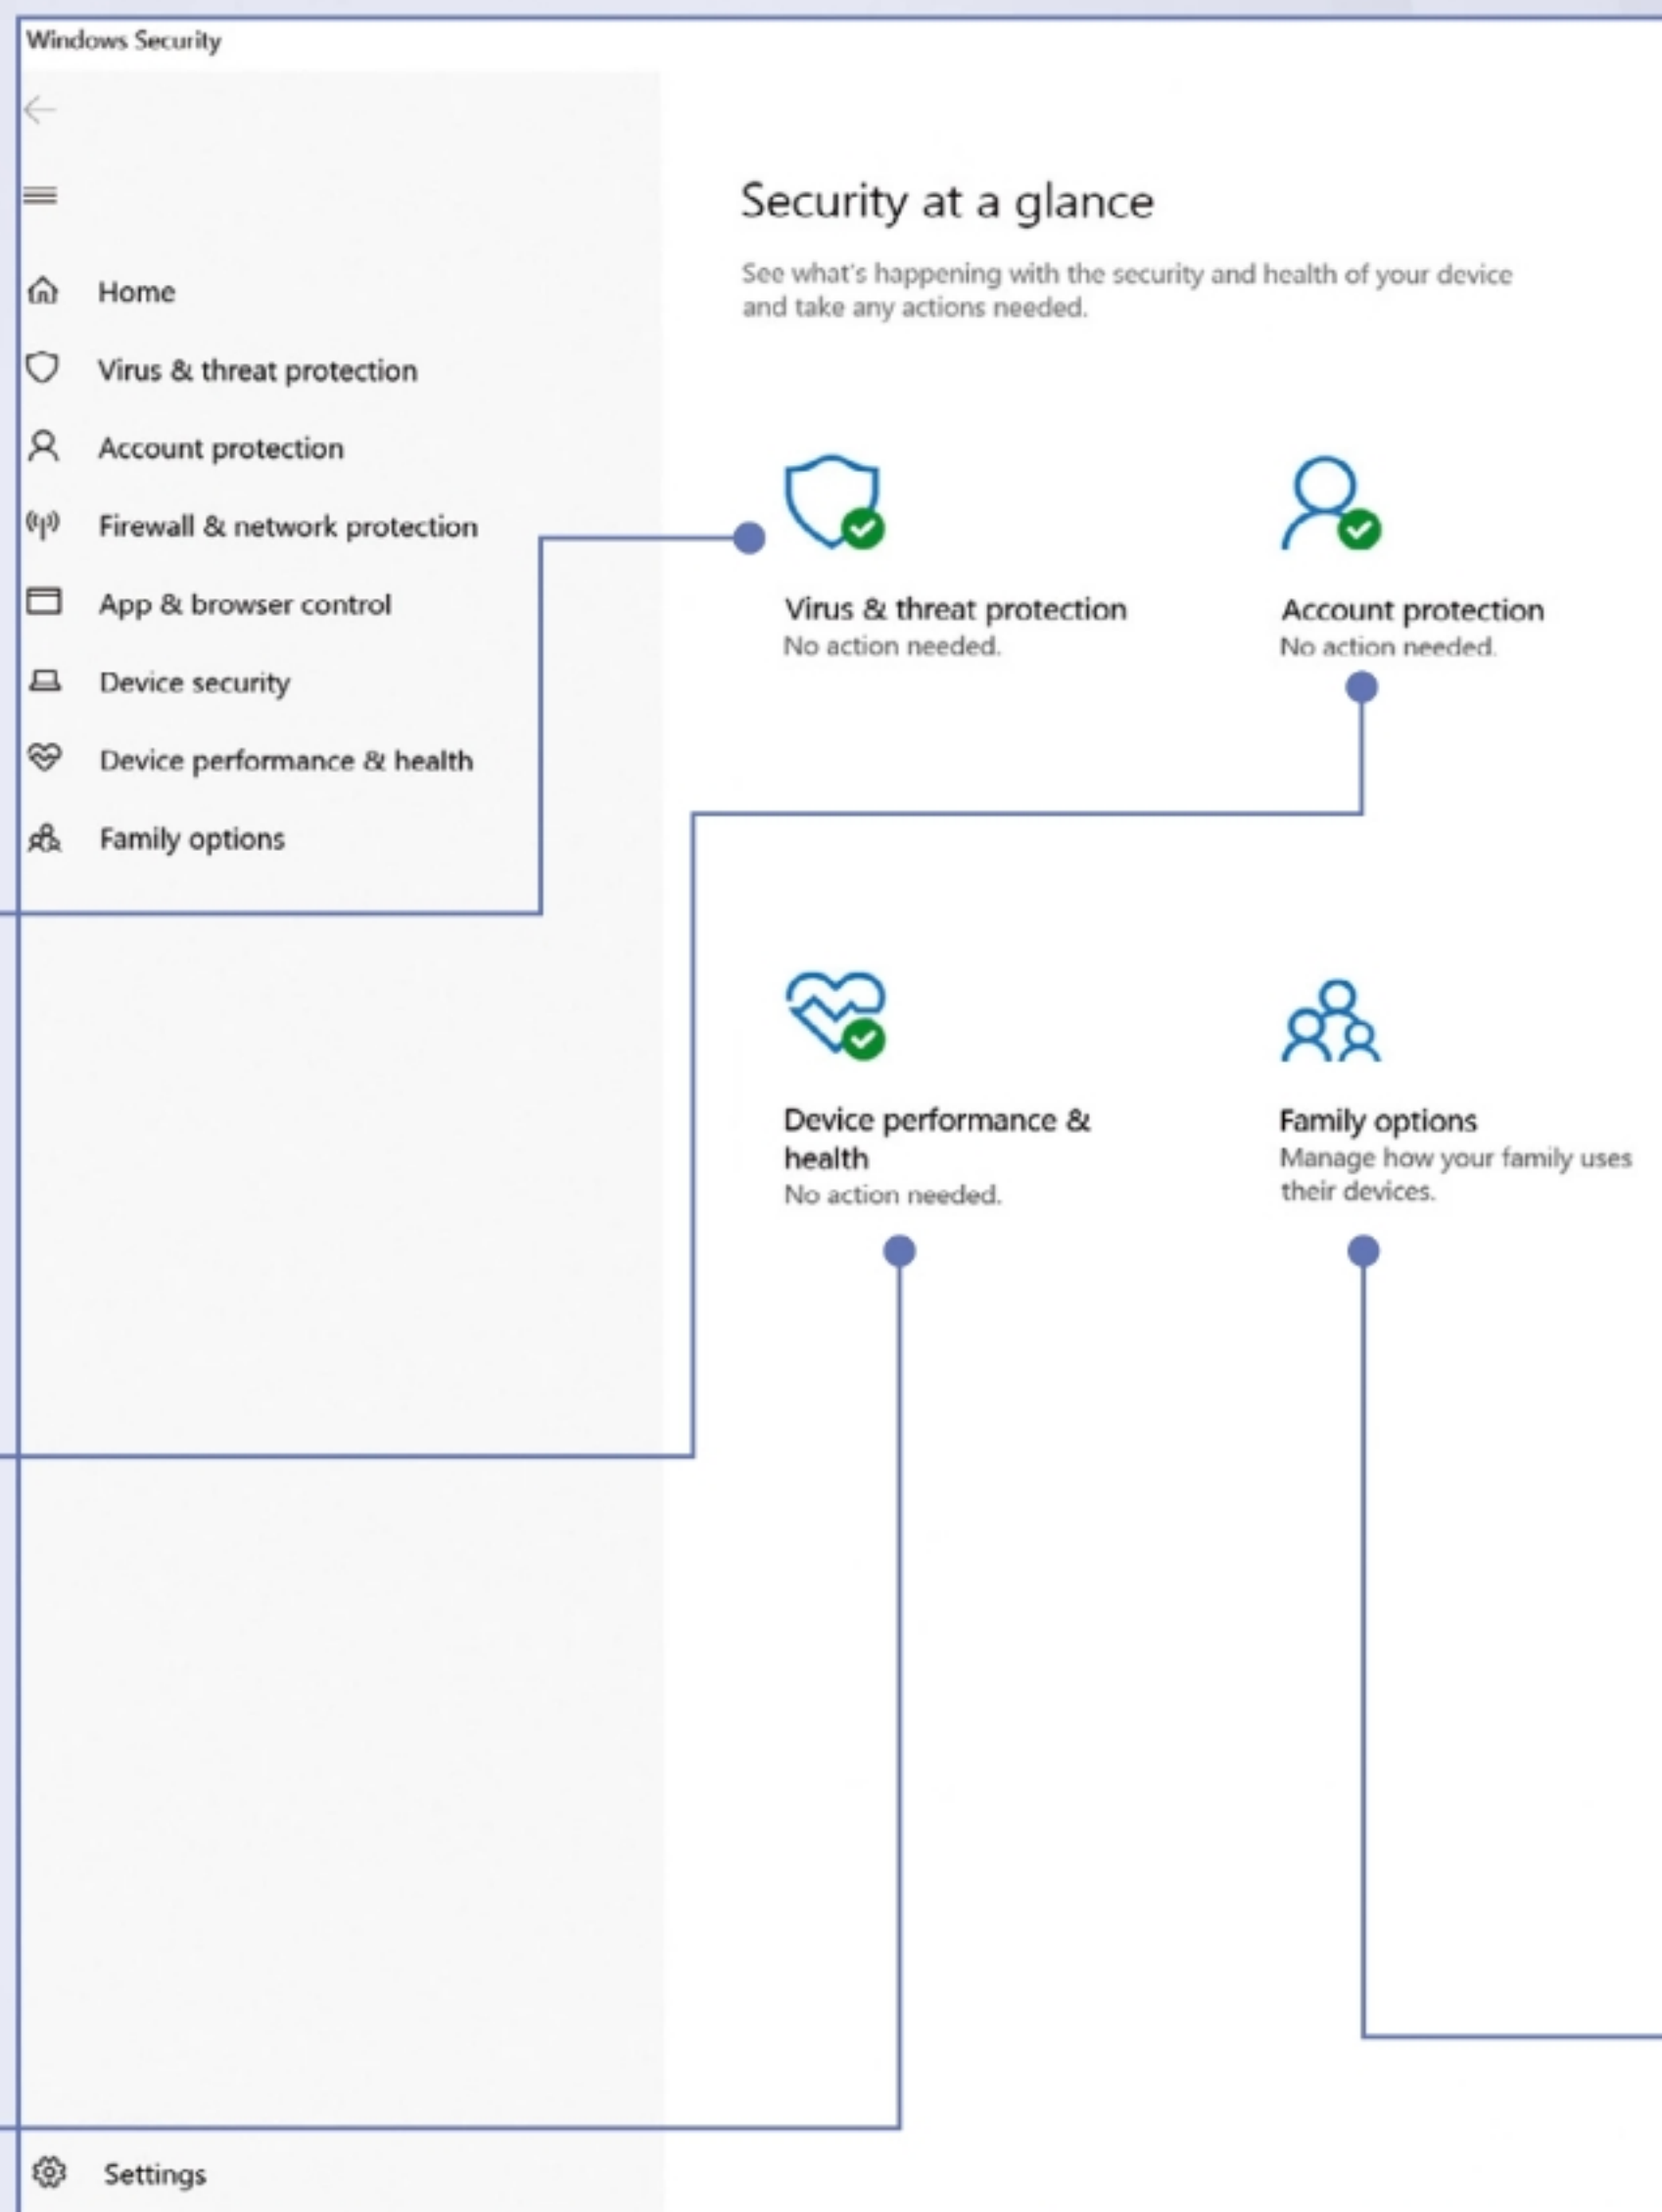 Windows Security
Home
Virus & threat protection
Account protection
Firewall & network protection
App & browser control
Device security
Device performance & health
Family options
Settings
Security at a glance
See what's happening with the security and health of your device
and take any actions needed.
Virus & threat protection
No action needed.
Account protection
No action needed.
Device performance &
health
No action needed.
Family options
Manage how your family uses
their devices.